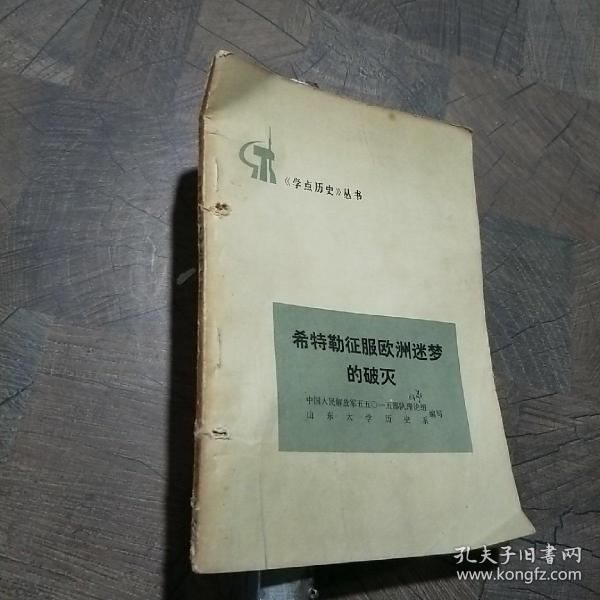 《学点历史》丛书
希特勒征服欧洲迷梦
的破灭
中国人民解放军五五〇一五部队理论组
山东大学历史系
编写
孔夫子旧书网
www.kongfz.com